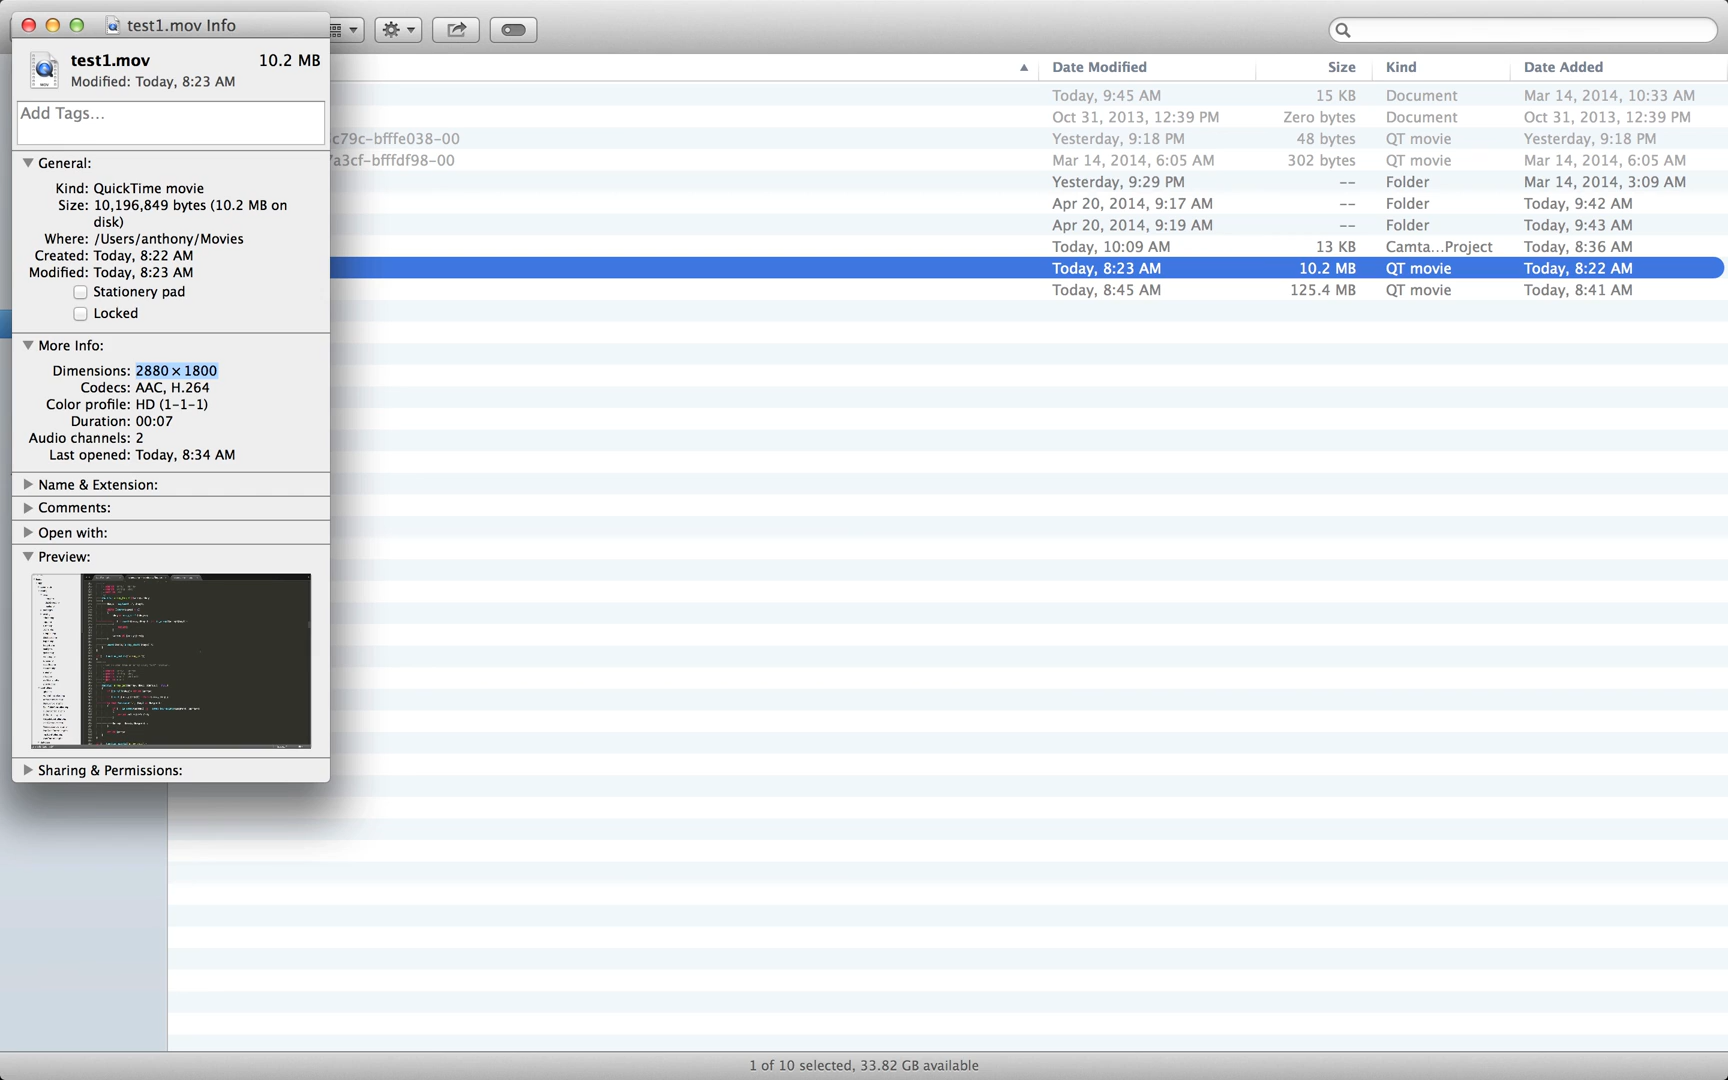 test1.mov Info
test1.mov 10.2 MB
Modified: Today, 8:23 AM
Add Tags...
General:
Kind: QuickTime movie
Size: 10,196,849 bytes (10.2 MB on
disk)
Where: /Users/anthony/Movies
Created: Today, 8:22 AM
Modified: Today, 8:23 AM
Stationery pad
Locked
More Info:
Dimensions: 2880 × 1800
Codecs: AAC, H.264
Color profile: HD (1-1-1)
Duration: 00:07
Audio channels: 2
Last opened: Today, 8:34 AM
Name & Extension:
Comments:
Open with:
Preview:
Sharing & Permissions:
Date Modified Size Kind Date Added
Today, 9:45 AM 15 KB Document Mar 14, 2014, 10:33 AM
Oct 31, 2013, 12:39 PM Zero bytes Document Oct 31, 2013, 12:39 PM
c79c-bfffe038-00 Yesterday, 9:18 PM 48 bytes QT movie Yesterday, 9:18 PM
a3cf-bfffdf98-00 Mar 14, 2014, 6:05 AM 302 bytes QT movie Mar 14, 2014, 6:05 AM
Yesterday, 9:29 PM -- Folder Mar 14, 2014, 3:09 AM
Apr 20, 2014, 9:17 AM -- Folder Today, 9:42 AM
Apr 20, 2014, 9:19 AM -- Folder Today, 9:43 AM
Today, 10:09 AM 13 KB Camta...Project Today, 8:36 AM
Today, 8:23 AM 10.2 MB QT movie Today, 8:22 AM
Today, 8:45 AM 125.4 MB QT movie Today, 8:41 AM
1 of 10 selected, 33.82 GB available